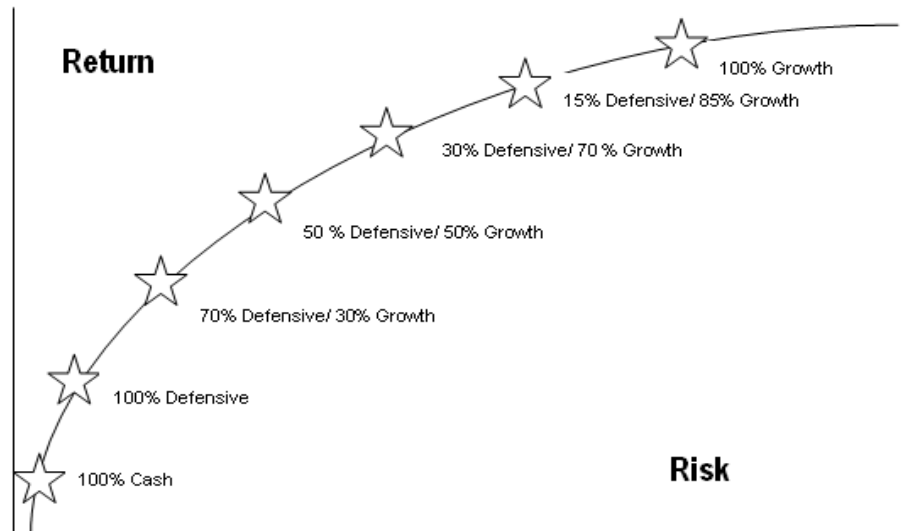 Return
100% Growth
15% Defensive/ 85% Growth
30% Defensive/ 70 % Growth
50 % Defensive/ 50% Growth
70% Defensive/ 30% Growth
100% Defensive
100% Cash
Risk